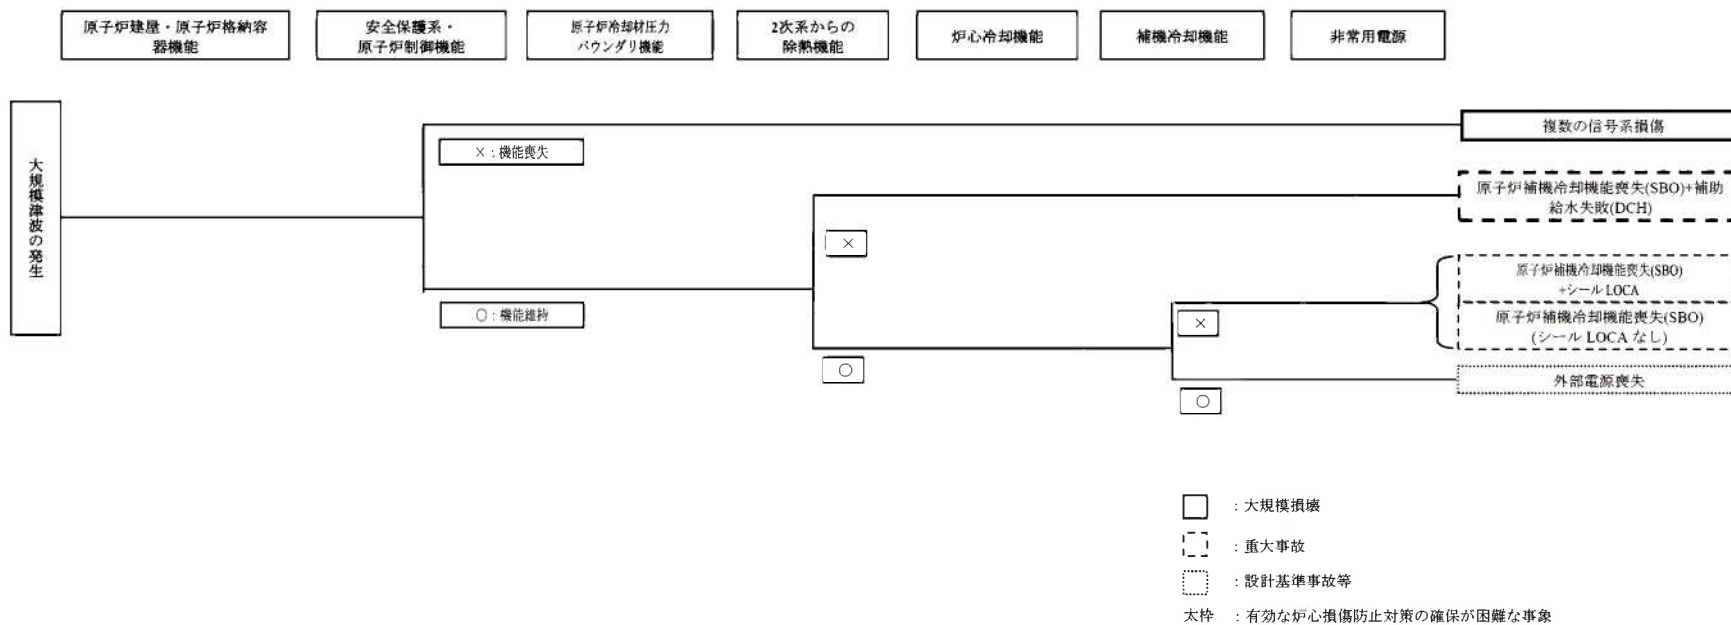 原子炉建屋・原子炉格納容
器機能
安全保護系・
原子炉制御機能
原子炉冷却材圧力
バウンダリ機能
2次系からの
除熱機能
炉心冷却機能
補機冷却機能
非常用電源
大規模津波の発生
×：機能喪失
複数の信号系損傷
原子炉補機冷却機能喪失(SBO)+補助
給水失敗(DCH)
×
原子炉補機冷却機能喪失(SBO)
+シール LOCA
○：機能維持
原子炉補機冷却機能喪失(SBO)
(シール LOCA なし)
×
○
外部電源喪失
○
：大規模損壊
：重大事故
：設計基準事故等
太枠 ：有効な炉心損傷防止対策の確保が困難な事象